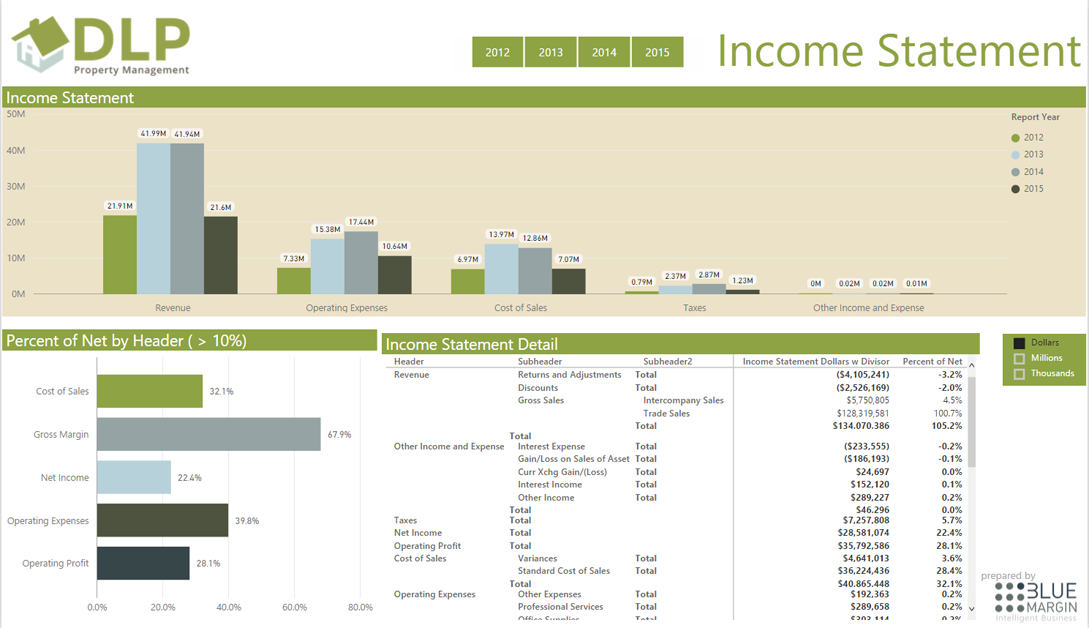 DLP
Property Management
2012 2013 2014 2015
Income Statement
Income Statement
50M
40M
30M
20M
10M
0M
21.91M 41.99M 41.94M 21.6M
7.33M 15.38M 17.44M 10.64M
6.97M 13.97M 12.86M 7.07M
0.79M 2.37M 2.87M 1.23M
0M 0.02M 0.02M 0.01M
Revenue Operating Expenses Cost of Sales Taxes Other Income and Expense
Report Year
2012
2013
2014
2015
Percent of Net by Header ( > 10%)
Cost of Sales 32.1%
Gross Margin 67.9%
Net Income 22.4%
Operating Expenses 39.8%
Operating Profit 28.1%
0.0% 20.0% 40.0% 60.0% 80.0%
Income Statement Detail
Header Subheader Subheader2 Income Statement Dollars w Divisor Percent of Net
Revenue Returns and Adjustments Total ($4,105,241) -3.2%
Discounts Total ($2,526,169) -2.0%
Gross Sales Intercompany Sales $5,750,805 4.5%
Trade Sales $128,319,581 100.7%
Total $134,070,386 105.2%
Total
Other Income and Expense Interest Expense Total ($233,555) -0.2%
Gain/Loss on Sales of Asset Total ($186,193) -0.1%
Curr Xchg Gain/(Loss) Total $24,697 0.0%
Interest Income Total $152,120 0.1%
Other Income Total $289,227 0.2%
Total $46,296 0.0%
Taxes Total $7,257,808 5.7%
Net Income Total $28,581,074 22.4%
Operating Profit Total $35,792,586 28.1%
Cost of Sales Variances Total $4,641,013 3.6%
Standard Cost of Sales Total $36,224,436 28.4%
Total $40,865,448 32.1%
Operating Expenses Other Expenses Total $192,363 0.2%
Professional Services Total $289,658 0.2%
Office Supplies Total $303,114 0.2%
Dollars
Millions
Thousands
prepared by
BLUE
MARGIN
Intelligent Business